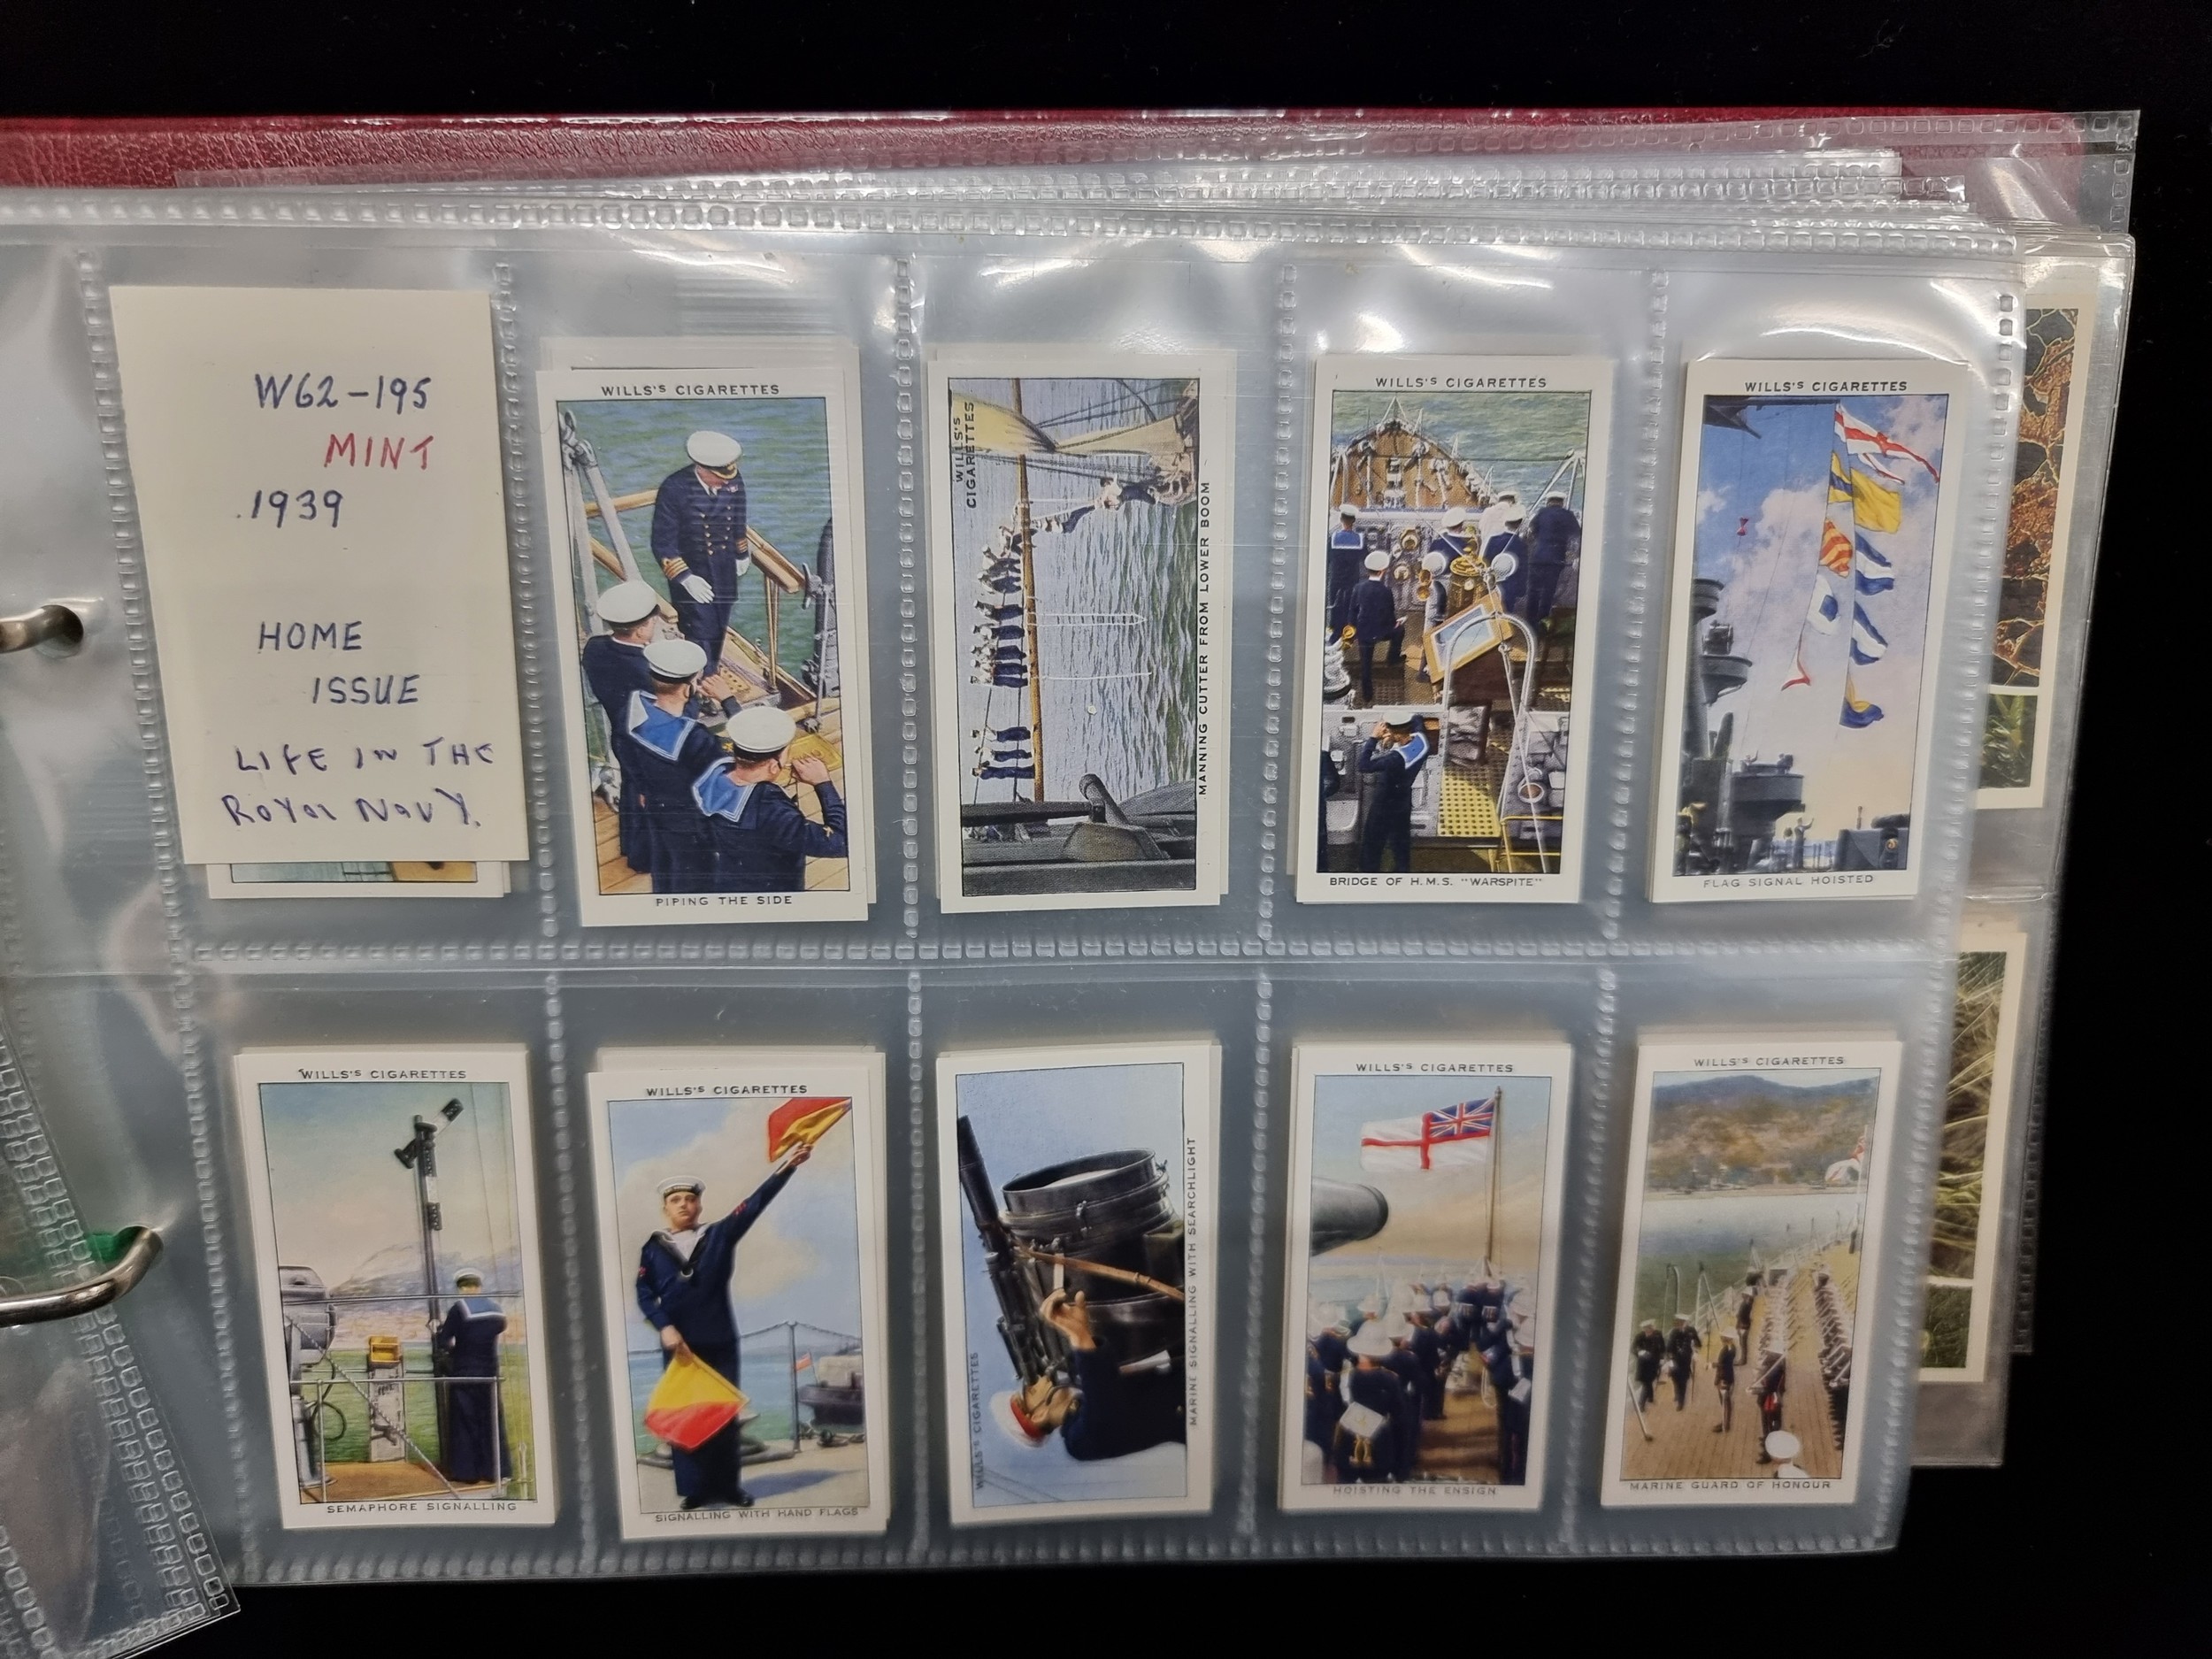 W62-195
MINT
.1939
HOME
ISSUE
LIFE IN THE
ROYAL NAVY.
WILLS'S CIGARETTES
PIPING THE SIDE
WILLS'S
CIGARETTES
MANNING CUTTER FROM LOWER BOOM
WILLS'S CIGARETTES
BRIDGE OF H.M.S. "WARSPITE"
WILLS'S CIGARETTES
FLAG SIGNAL HOISTED
WILLS'S CIGARETTES
SEMAPHORE SIGNALLING
WILLS'S CIGARETTES
SIGNALLING WITH HAND FLAGS
WILLS'S CIGARETTES
MARINE SIGNALLING WITH SEARCHLIGHT
WILLS'S CIGARETTES
HOISTING THE ENSIGN
WILLS'S CIGARETTES
MARINE GUARD OF HONOUR